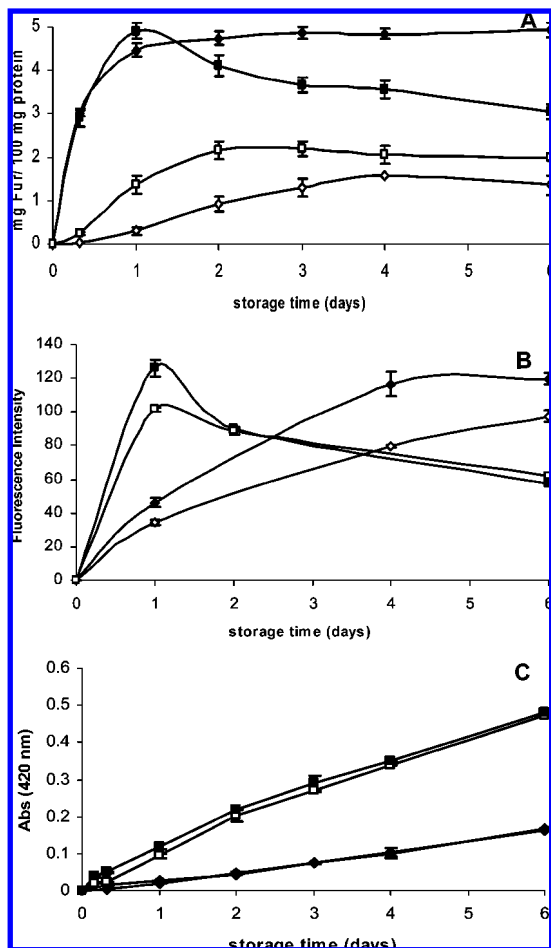 A
mg Fur/ 100 mg protein
5
4
3
2
1
0
0 1 2 3 4 5 6
storage time (days)
B
Fluorescence Intensity
140
120
100
80
60
40
20
0
0 1 2 3 4 5 6
storage time (days)
C
Abs (420 nm)
0.6
0.5
0.4
0.3
0.2
0.1
0
0 1 2 3 4 5 6
storage time (days)